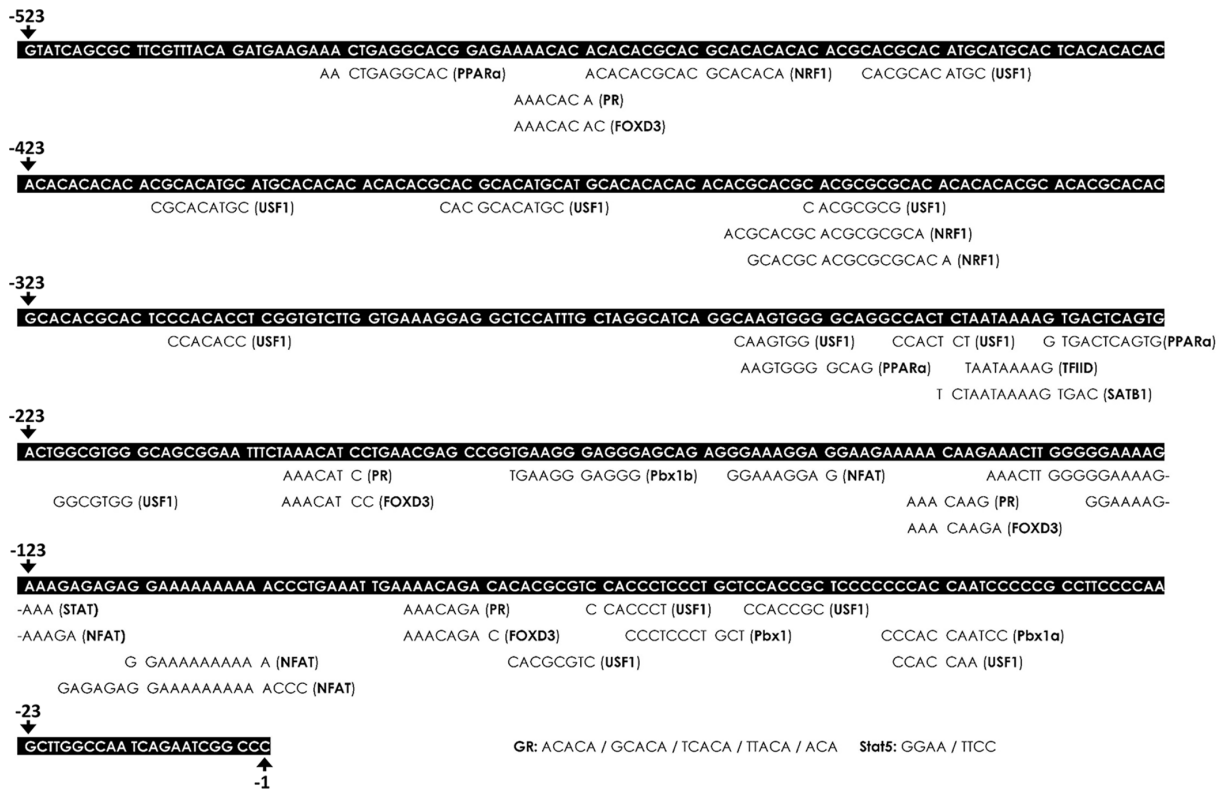 -523
GTATCAGCGC TTCGTTTACA GATGAAGAAA CTGAGGCACG GAGAAAACAC ACACACGCAC GCACACACAC ACGCACGCAC ATGCATGCAC TCACACACAC
AA CTGAGGCAC (PPARα) ACACACGCAC GCACACA (NRF1) CACGCAC ATGC (USF1)
AAACAC A (PR)
AAACAC AC (FOXD3)
-423
ACACACACAC ACGCACATGC ATGCACACAC ACACACGCAC GCACATGCAT GCACACACAC ACACGCACGC ACGCGCGCAC ACACACACGC ACACGCACAC
CGCACATGC (USF1) CAC GCACATGC (USF1) C ACGCGCG (USF1)
ACGCACGC ACGCGCGCA (NRF1)
GCACGC ACGCGCGCAC A (NRF1)
-323
GCACACGCAC TCCCACACCT CGGTGTCTTG GTGAAAGGAG GCTCCATTTG CTAGGCATCA GGCAAGTGGG GCAGGCCACT CTAATAAAAG TGACTCAGTG
CCACACC (USF1) CAAGTGG (USF1) CCACT CT (USF1) G TGACTCAGTG(PPARα)
AAGTGGG GCAG (PPARα) TAATAAAAG (TFIID)
T CTAATAAAAG TGAC (SATB1)
-223
ACTGGCGTGG GCAGCGGAA TTTCTAAACAT CCTGAACGAG CCGGTGAAGG GAGGGAGCAG AGGGAAAGGA GGAAGAAAAA CAAGAAACTT GGGGGAAAAG
AAACAT C (PR) TGAAGG GAGGG (Pbx1b) GGAAAGGA G (NFAT) AAACTT GGGGGAAAAG-
GGCGTGG (USF1) AAACAT CC (FOXD3) AAA CAAG (PR) GGAAAAG-
AAA CAAGA (FOXD3)
-123
AAAGAGAGAG GAAAAAAAAA ACCCTGAAAT TGAAAACAGA CACACGCGTC CACCCTCCCT GCTCCACCGC TCCCCCCCAC CAATCCCCCG CCTTCCCCAA
-AAA (STAT) AAACAGA (PR) C CACCCT (USF1) CCACCGC (USF1)
-AAAGA (NFAT) AAACAGA C (FOXD3) CCCTCCCT GCT (Pbx1) CCCAC CAATCC (Pbx1a)
G GAAAAAAAAA A (NFAT) CACGCGTC (USF1) CCAC CAA (USF1)
GAGAGAG GAAAAAAAAA ACCC (NFAT)
-23
GCTTGGCCAA TCAGAATCGG CCC GR: ACACA / GCACA / TCACA / TTACA / ACA Stat5: GGAA / TTCC
-1